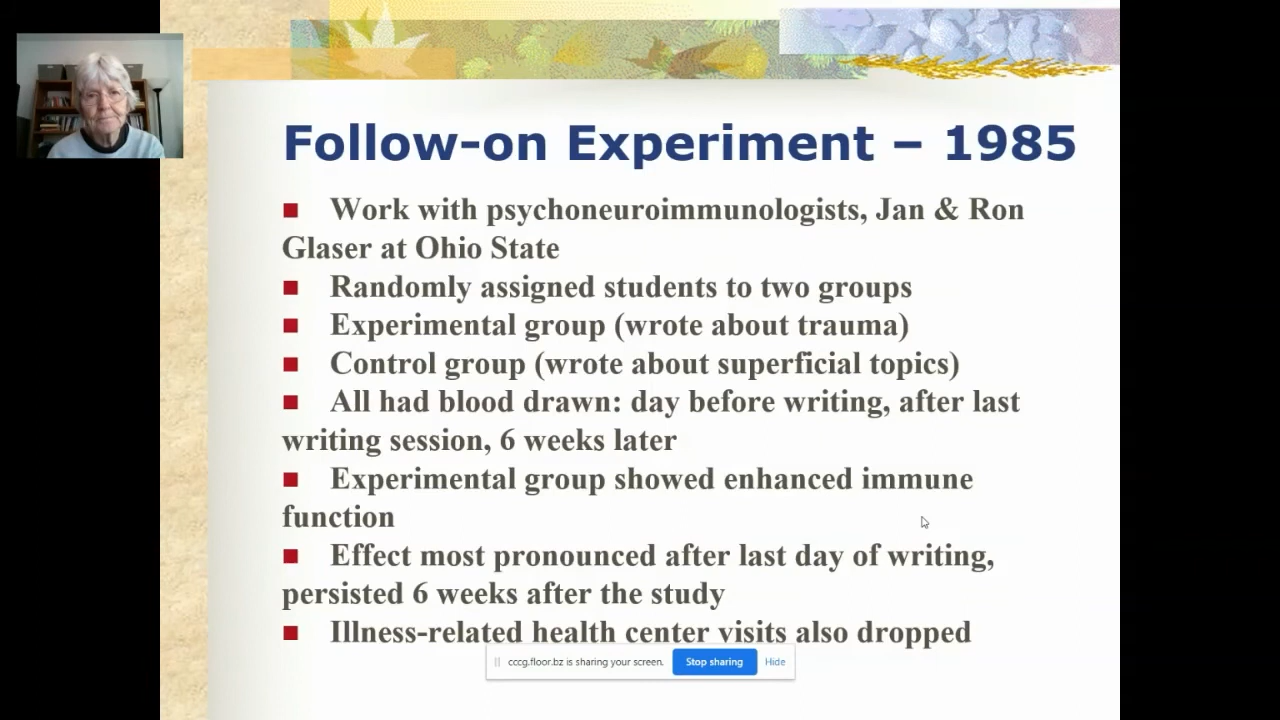 Follow-on Experiment – 1985
■ Work with psychoneuroimmunologists, Jan & Ron
Glaser at Ohio State
■ Randomly assigned students to two groups
■ Experimental group (wrote about trauma)
■ Control group (wrote about superficial topics)
■ All had blood drawn: day before writing, after last
writing session, 6 weeks later
■ Experimental group showed enhanced immune
function
■ Effect most pronounced after last day of writing,
persisted 6 weeks after the study
■ Illness-related health center visits also dropped
cccg.floor.bz is sharing your screen. Stop sharing Hide